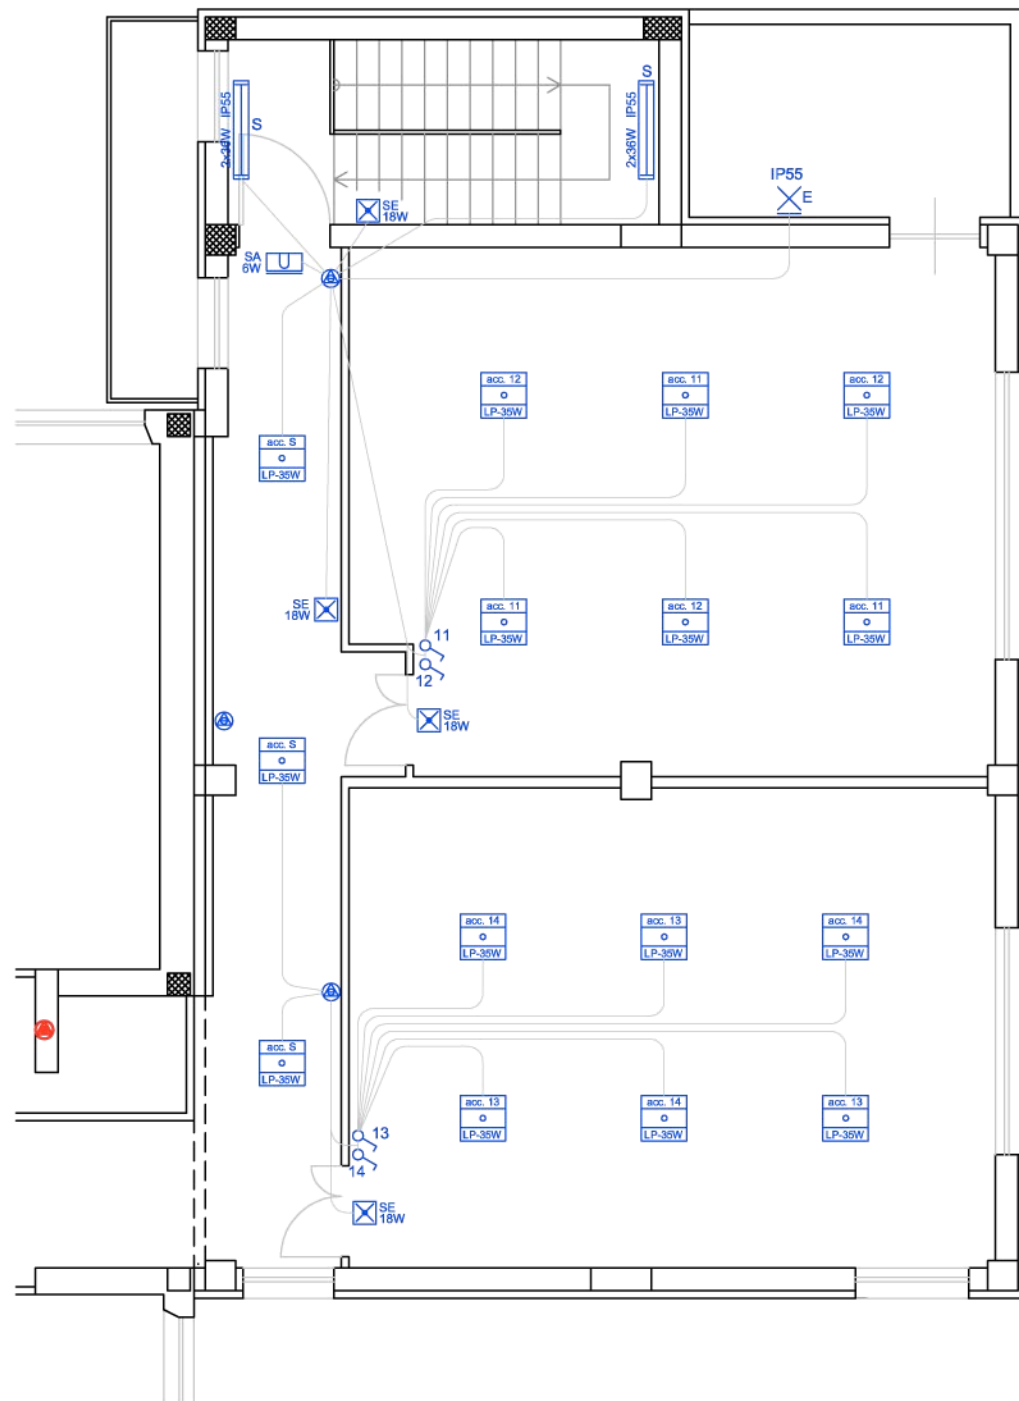 S
2x36W IP55
S
2x36W IP55
IP55
E
SE
18W
SA
6W
acc. 12
LP-35W
acc. 11
LP-35W
acc. 12
LP-35W
acc. S
LP-35W
SE
18W
acc. 11
LP-35W
acc. 12
LP-35W
acc. 11
LP-35W
11
12
SE
18W
acc. S
LP-35W
acc. 14
LP-35W
acc. 13
LP-35W
acc. 14
LP-35W
acc. S
LP-35W
acc. 13
LP-35W
acc. 14
LP-35W
acc. 13
LP-35W
13
14
SE
18W